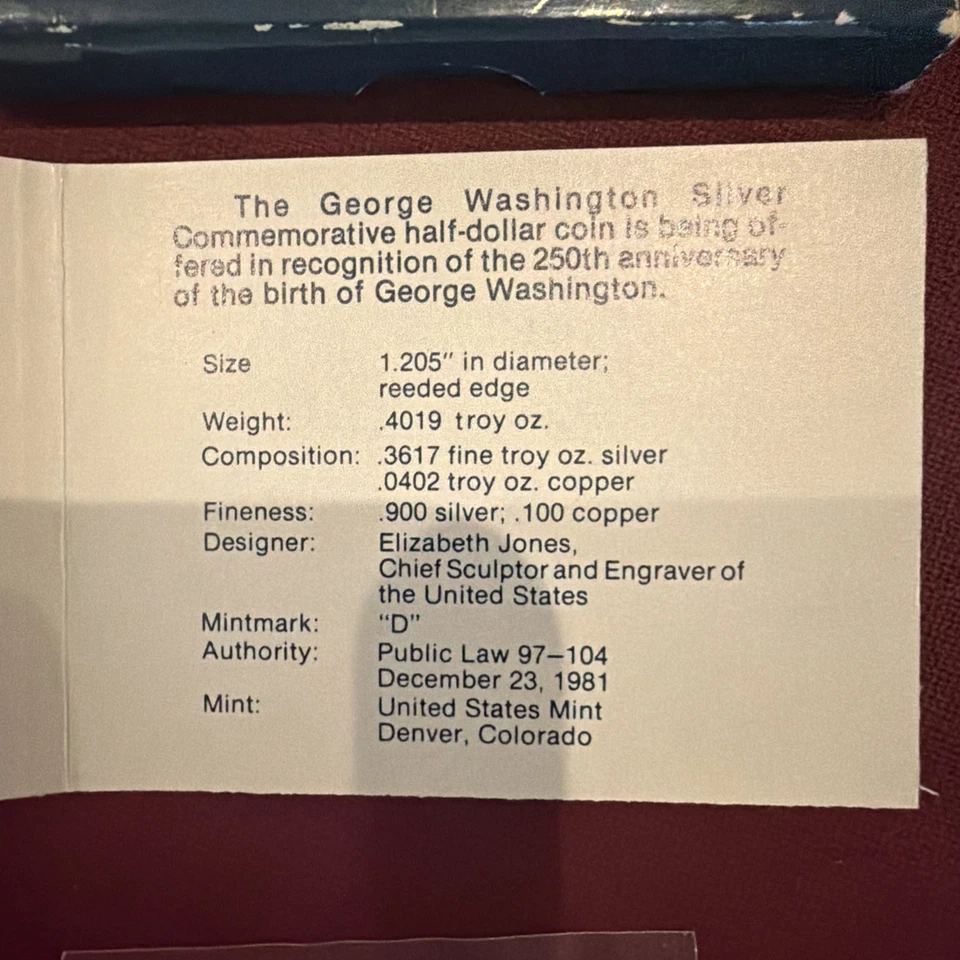 The George Washington Silver
Commemorative half-dollar coin is being of-
fered in recognition of the 250th anniversary
of the birth of George Washington.
Size 1.205" in diameter;
reeded edge
Weight: .4019 troy oz.
Composition: .3617 fine troy oz. silver
.0402 troy oz. copper
Fineness: .900 silver; .100 copper
Designer: Elizabeth Jones,
Chief Sculptor and Engraver of
the United States
Mintmark: “D”
Authority: Public Law 97–104
December 23, 1981
Mint: United States Mint
Denver, Colorado